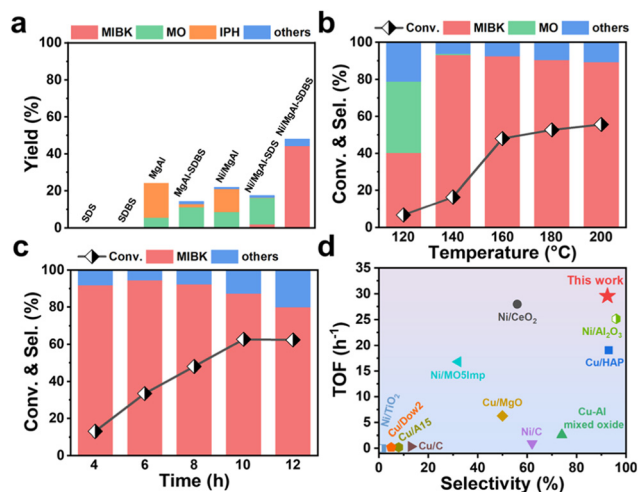 a
MIBK MO IPH others
Yield (%)
100
80
60
40
20
0
SDS
SDBS
MgAl
MgAl-SDBS
Ni/MgAl
Ni/MgAl-SDS
Ni/MgAl-SDBS
b
Conv. MIBK MO others
Conv. & Sel. (%)
100
80
60
40
20
0
120 140 160 180 200
Temperature (°C)
c
Conv. MIBK others
Conv. & Sel. (%)
100
80
60
40
20
0
4 6 8 10 12
Time (h)
d
TOF (h⁻¹)
35
30
25
20
15
10
5
0
This work
Ni/CeO₂
Ni/Al₂O₃
Cu/HAP
Ni/MO5Imp
Cu/MgO
Ni/TiO₂
Cu/Dow2
Cu/A15
Cu/C
Ni/C
Cu-Al
mixed oxide
0 20 40 60 80 100
Selectivity (%)